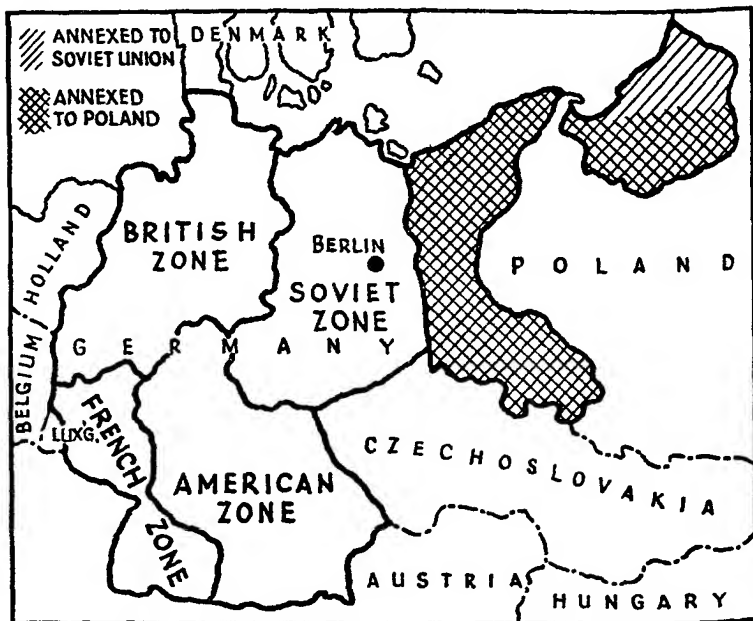 ANNEXED TO
SOVIET UNION
ANNEXED
TO POLAND
DENMARK
HOLLAND
BELGIUM
LUXG.
BRITISH
ZONE
BERLIN
SOVIET
ZONE
POLAND
GERMANY
FRENCH
ZONE
AMERICAN
ZONE
CZECHOSLOVAKIA
AUSTRIA
HUNGARY